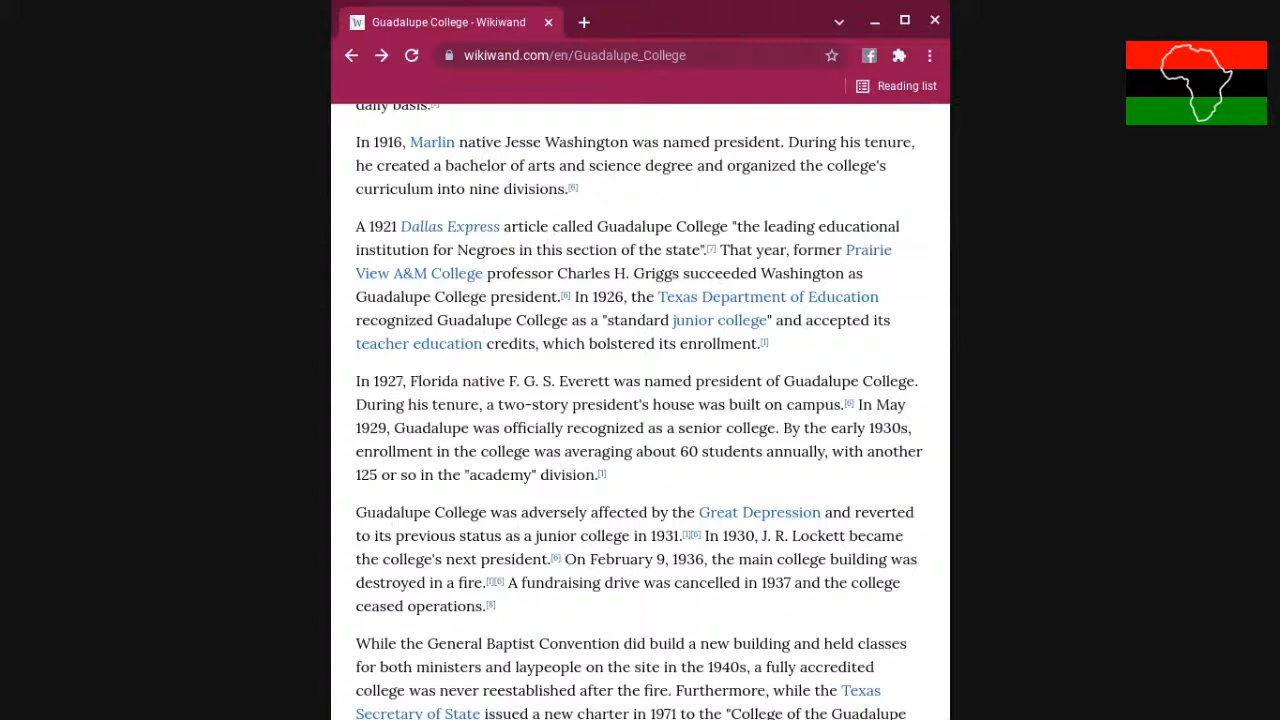 Guadalupe College - Wikiwand
wikiwand.com/en/Guadalupe_College
Reading list
daily basis.
In 1916, Marlin native Jesse Washington was named president. During his tenure,
he created a bachelor of arts and science degree and organized the college's
curriculum into nine divisions.[6]
A 1921 Dallas Express article called Guadalupe College "the leading educational
institution for Negroes in this section of the state".[7] That year, former Prairie
View A&M College professor Charles H. Griggs succeeded Washington as
Guadalupe College president.[6] In 1926, the Texas Department of Education
recognized Guadalupe College as a "standard junior college" and accepted its
teacher education credits, which bolstered its enrollment.[1]
In 1927, Florida native F. G. S. Everett was named president of Guadalupe College.
During his tenure, a two-story president's house was built on campus.[6] In May
1929, Guadalupe was officially recognized as a senior college. By the early 1930s,
enrollment in the college was averaging about 60 students annually, with another
125 or so in the "academy" division.[1]
Guadalupe College was adversely affected by the Great Depression and reverted
to its previous status as a junior college in 1931.[1][6] In 1930, J. R. Lockett became
the college's next president.[6] On February 9, 1936, the main college building was
destroyed in a fire.[1][6] A fundraising drive was cancelled in 1937 and the college
ceased operations.[8]
While the General Baptist Convention did build a new building and held classes
for both ministers and laypeople on the site in the 1940s, a fully accredited
college was never reestablished after the fire. Furthermore, while the Texas
Secretary of State issued a new charter in 1971 to the "College of the Guadalupe